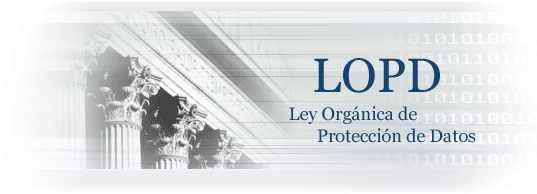 LOPD
Ley Orgánica de
Protección de Datos